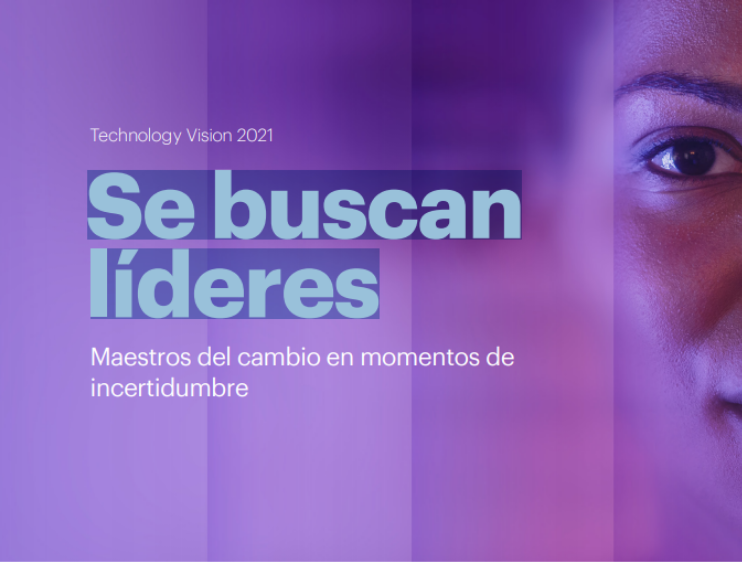 Technology Vision 2021
Se buscan
líderes
Maestros del cambio en momentos de
incertidumbre